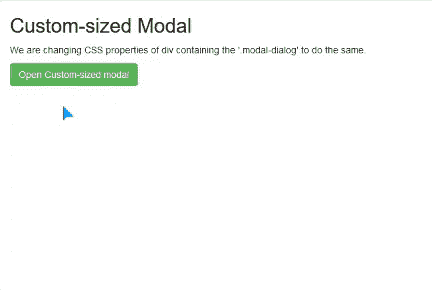 Custom-sized Modal
We are changing CSS properties of div containing the '.modal-dialog' to do the same.
Open Custom-sized modal